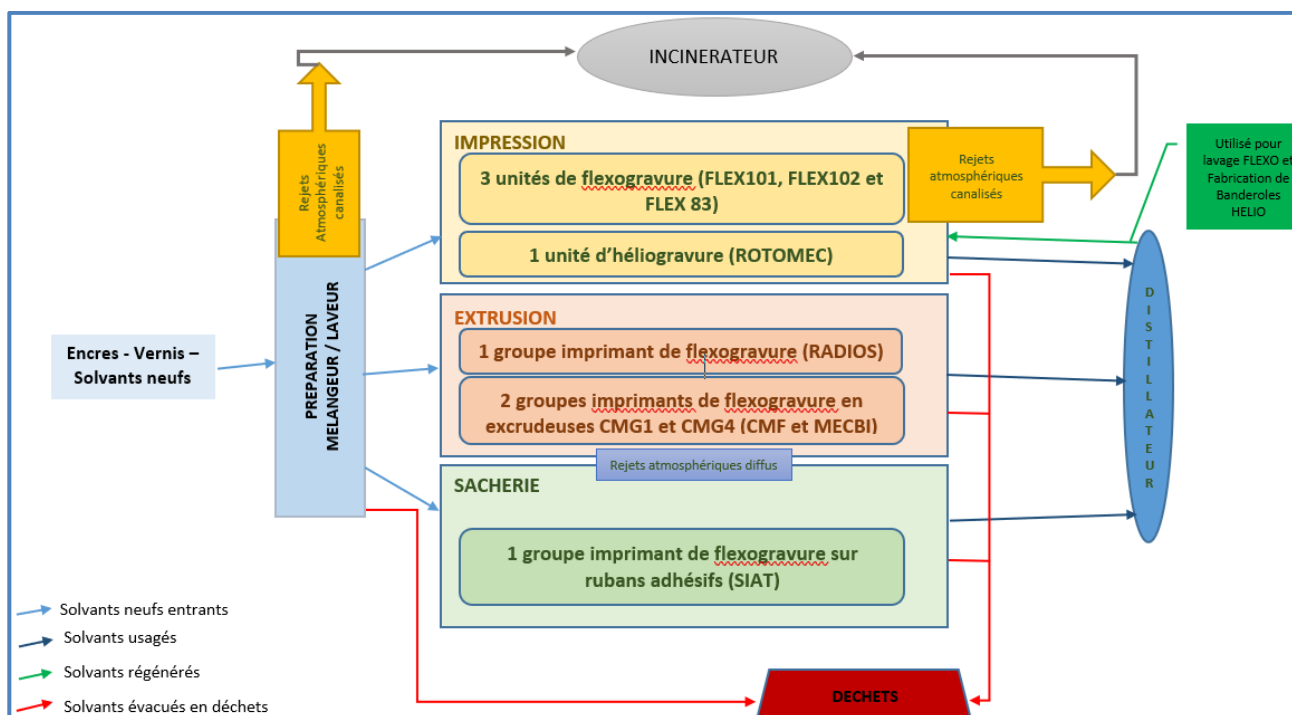 INCINERATEUR
Rejets
Atmosphériques
canalisés
IMPRESSION
3 unités de flexogravure (FLEX101, FLEX102 et
FLEX 83)
1 unité d'héliogravure (ROTOMEC)
Rejets
atmosphériques
canalisés
Utilisé pour
lavage FLEXO et
Fabrication de
Banderoles
HELIO
Encres - Vernis –
Solvants neufs
PREPARATION
MELANGEUR / LAVEUR
EXTRUSION
1 groupe imprimant de flexogravure (RADIOS)
2 groupes imprimants de flexogravure en
excrudeuses CMG1 et CMG4 (CMF et MECBI)
Rejets atmosphériques diffus
DISTILLATEUR
SACHERIE
1 groupe imprimant de flexogravure sur
rubans adhésifs (SIAT)
Solvants neufs entrants
Solvants usagés
Solvants régénérés
Solvants évacués en déchets
DECHETS